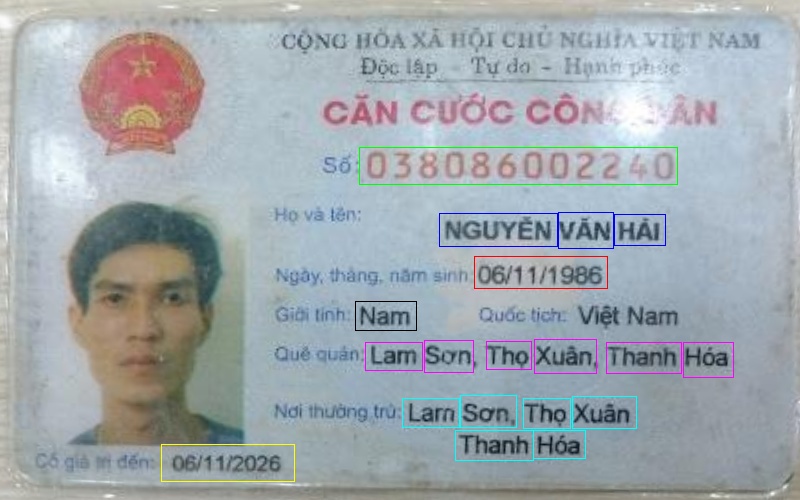 CỘNG HÒA XÃ HỘI CHỦ NGHĨA VIỆT NAM
Độc lập - Tự do - Hạnh phúc
CĂN CƯỚC CÔNG DÂN
Số: 038086002240
Họ và tên:
NGUYỄN VĂN HẢI
Ngày, tháng, năm sinh: 06/11/1986
Giới tính: Nam Quốc tịch: Việt Nam
Quê quán: Lam Sơn, Thọ Xuân, Thanh Hóa
Nơi thường trú: Lam Sơn, Thọ Xuân
Thanh Hóa
Có giá trị đến: 06/11/2026